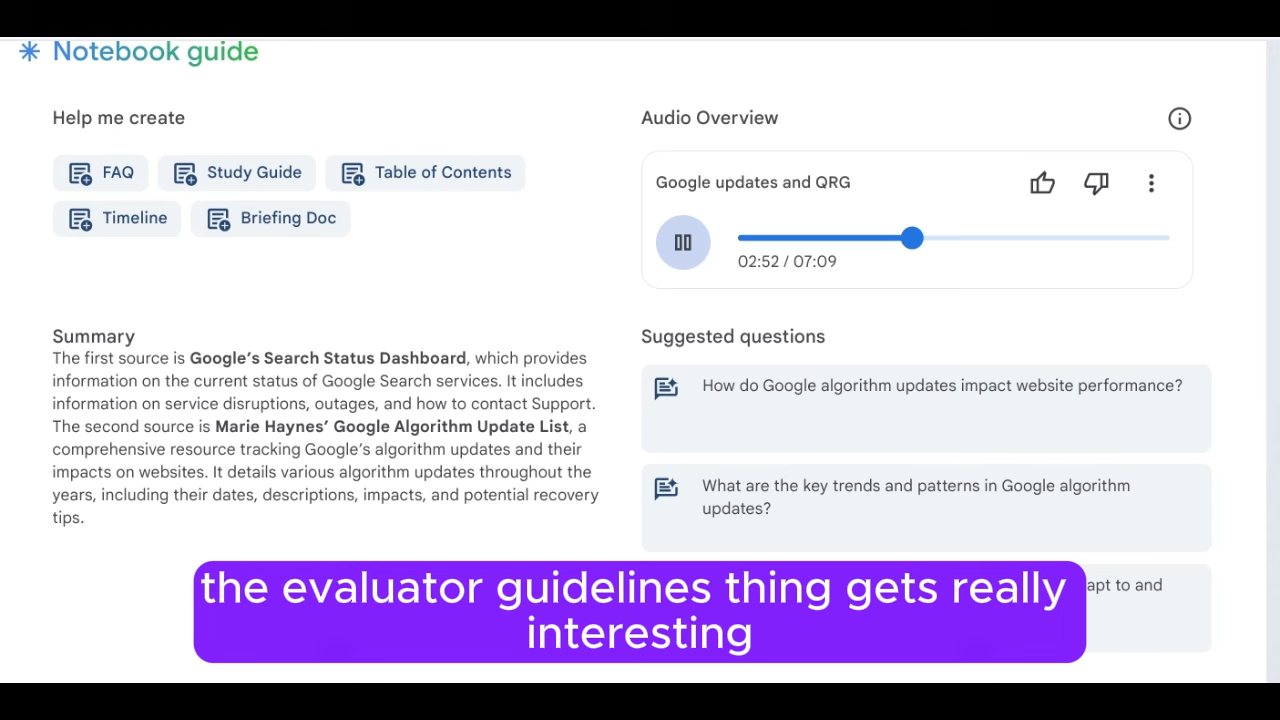 Notebook guide
Help me create
FAQ
Study Guide
Table of Contents
Timeline
Briefing Doc
Audio Overview
Google updates and QRG
02:52 / 07:09
Summary
The first source is Google's Search Status Dashboard, which provides
information on the current status of Google Search services. It includes
information on service disruptions, outages, and how to contact Support.
The second source is Marie Haynes' Google Algorithm Update List, a
comprehensive resource tracking Google's algorithm updates and their
impacts on websites. It details various algorithm updates throughout the
years, including their dates, descriptions, impacts, and potential recovery
tips.
Suggested questions
How do Google algorithm updates impact website performance?
What are the key trends and patterns in Google algorithm
updates?
apt to and
the evaluator guidelines thing gets really
interesting